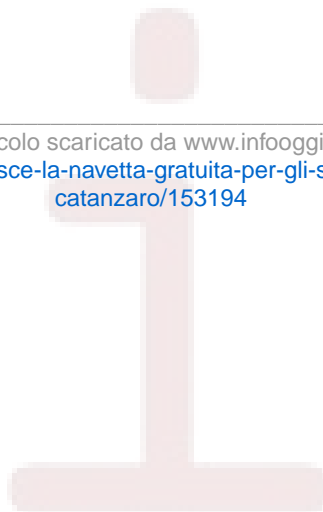 colo scaricato da www.infooggi
sce-la-navetta-gratuita-per-gli-s
catanzaro/153194